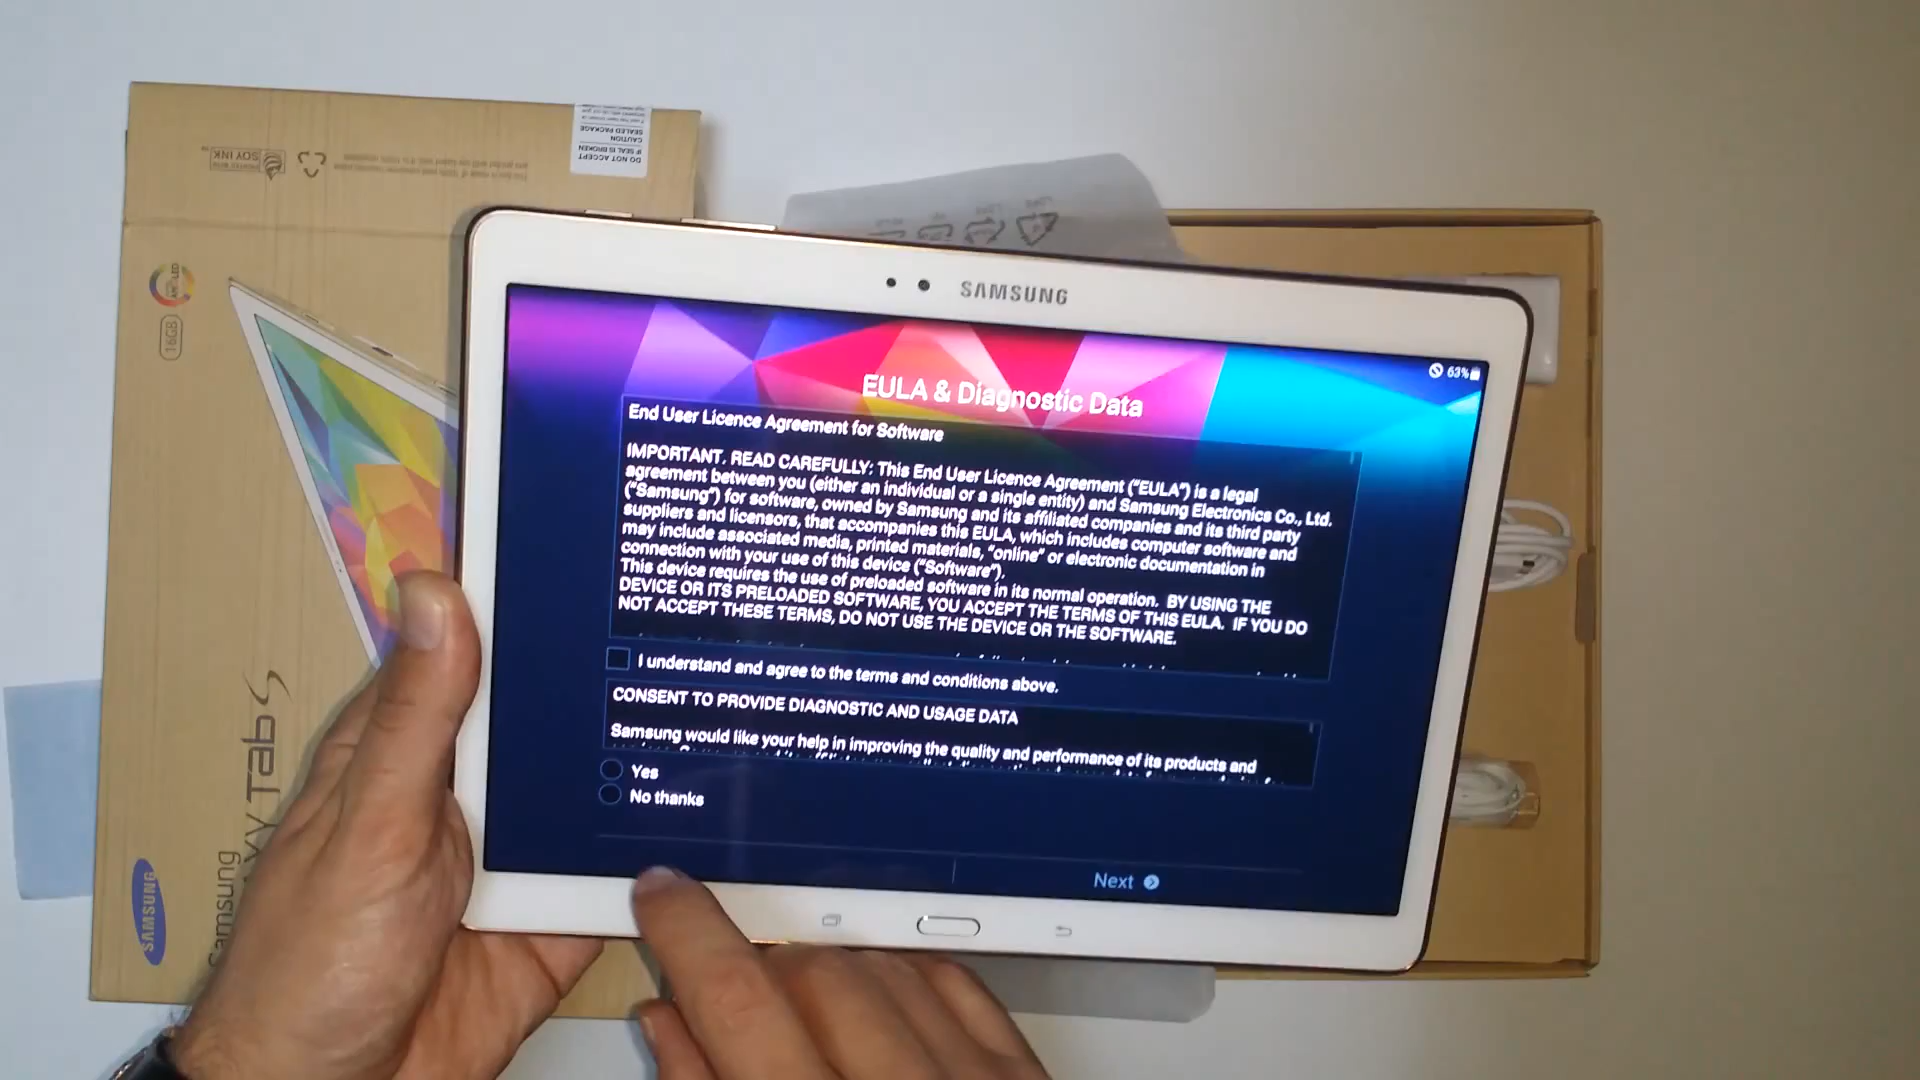 DO NOT ACCEPT
IF SEAL IS BROKEN
CAUTION
SEALED PACKAGE
SOY INK
16GB
SAMSUNG
63%
EULA & Diagnostic Data
End User Licence Agreement for Software
IMPORTANT. READ CAREFULLY: This End User Licence Agreement ("EULA") is a legal
agreement between you (either an individual or a single entity) and Samsung Electronics Co., Ltd.
("Samsung") for software, owned by Samsung and its affiliated companies and its third party
suppliers and licensors, that accompanies this EULA, which includes computer software and
may include associated media, printed materials, "online" or electronic documentation in
connection with your use of this device ("Software").
This device requires the use of preloaded software in its normal operation. BY USING THE
DEVICE OR ITS PRELOADED SOFTWARE, YOU ACCEPT THE TERMS OF THIS EULA. IF YOU DO
NOT ACCEPT THESE TERMS, DO NOT USE THE DEVICE OR THE SOFTWARE.
I understand and agree to the terms and conditions above.
CONSENT TO PROVIDE DIAGNOSTIC AND USAGE DATA
Samsung would like your help in improving the quality and performance of its products and
Yes
No thanks
Next
SAMSUNG
Samsung
Tab S